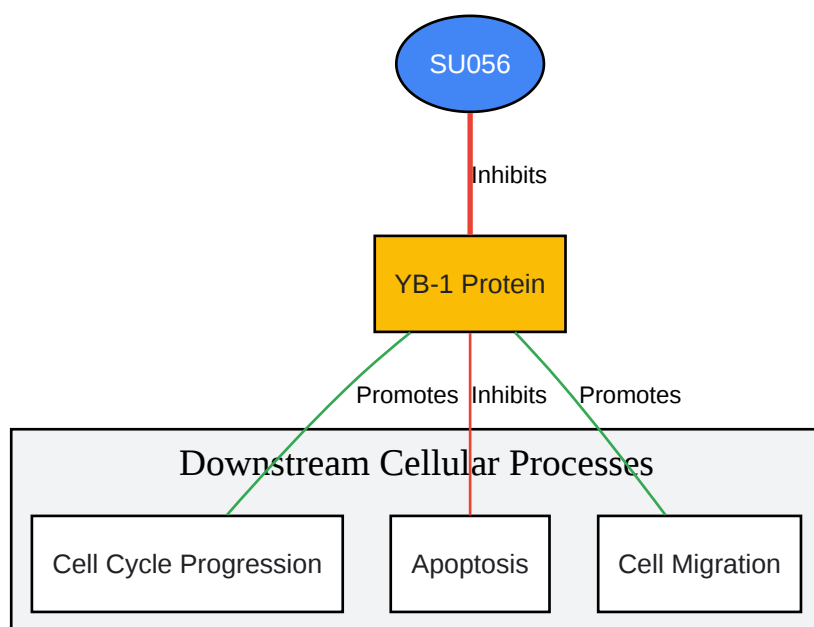 SU056
Inhibits
YB-1 Protein
Promotes Inhibits Promotes
Downstream Cellular Processes
Cell Cycle Progression Apoptosis Cell Migration